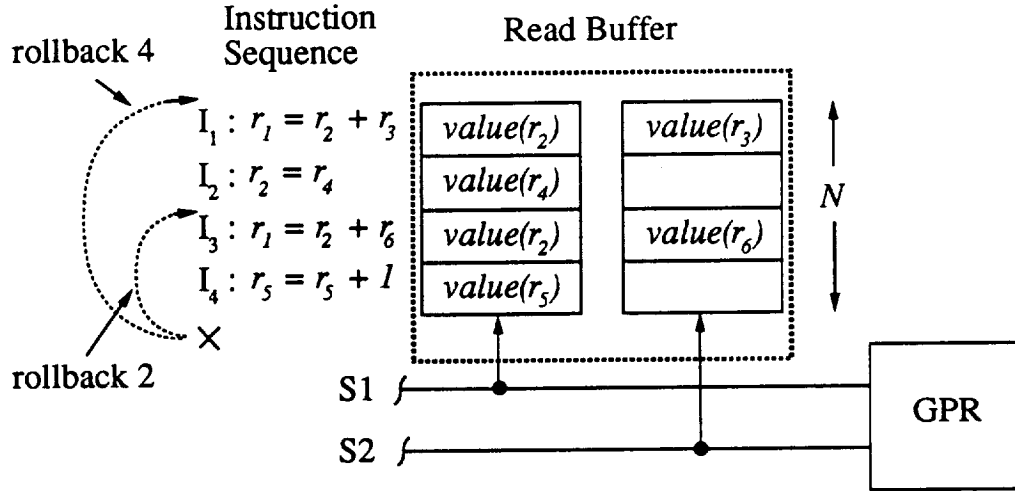 Instruction
Sequence
Read Buffer
rollback 4
I₁ : r₁ = r₂ + r₃
value(r₂)
value(r₃)
I₂ : r₂ = r₄
value(r₄)
N
I₃ : r₁ = r₂ + r₆
value(r₂)
value(r₆)
I₄ : r₅ = r₅ + 1
value(r₅)
×
rollback 2
S1
GPR
S2